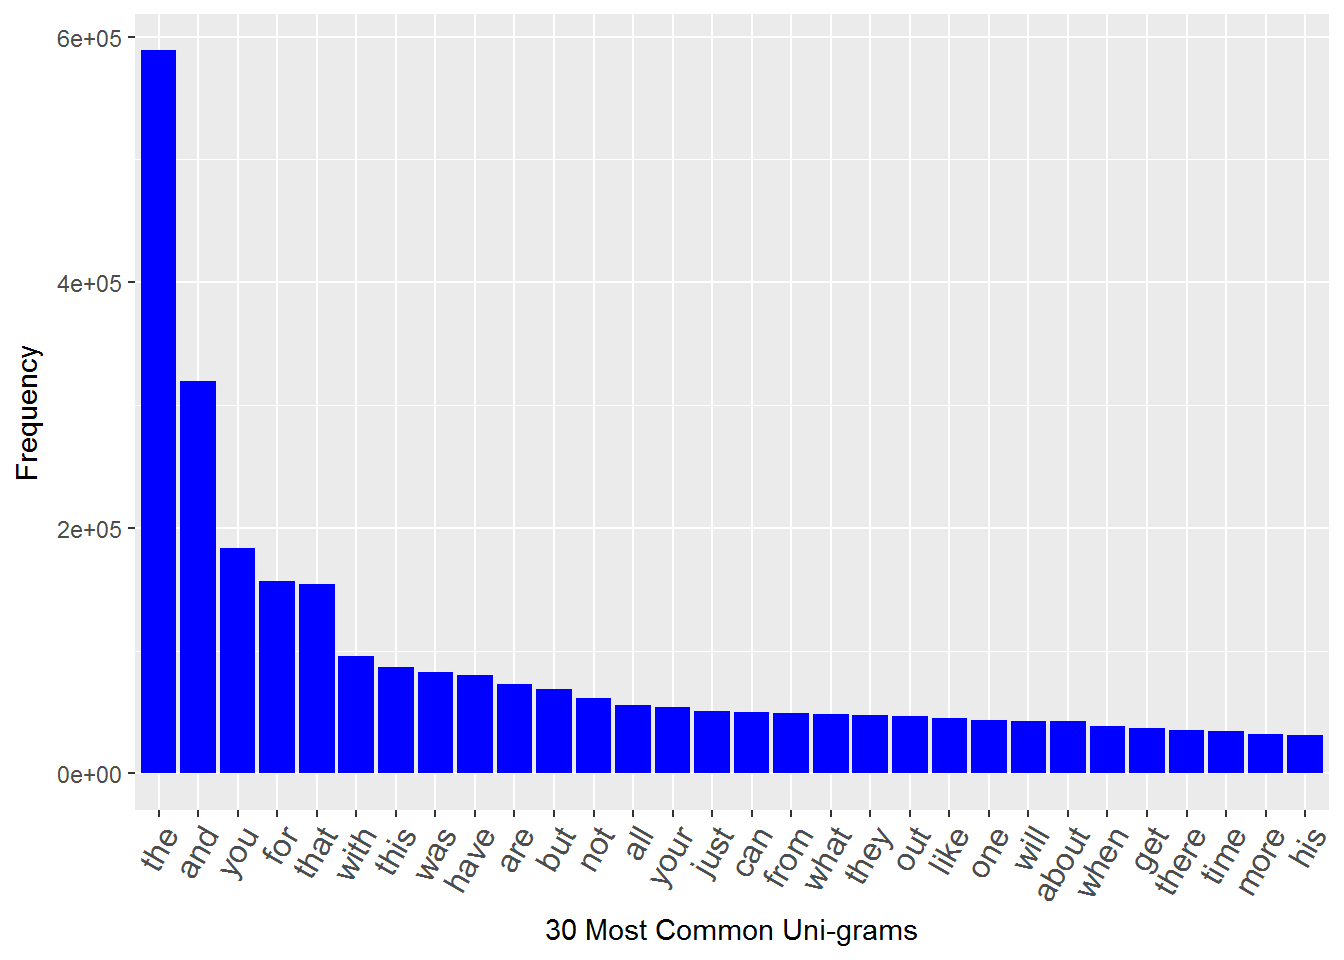 6e+05
4e+05
2e+05
0e+00
Frequency
the
and
you
for
that
with
this
was
have
are
but
not
all
your
just
can
from
what
they
out
like
one
will
about
when
get
there
time
more
his
30 Most Common Uni-grams